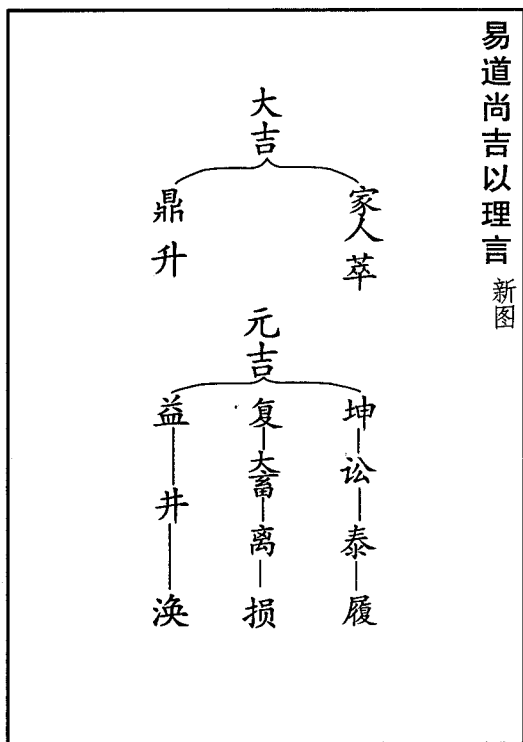 易道尚吉以理言 新图
大吉
家人 萃
鼎 升
元吉
坤 讼 泰 履
复 大畜 离 损
益 井 涣